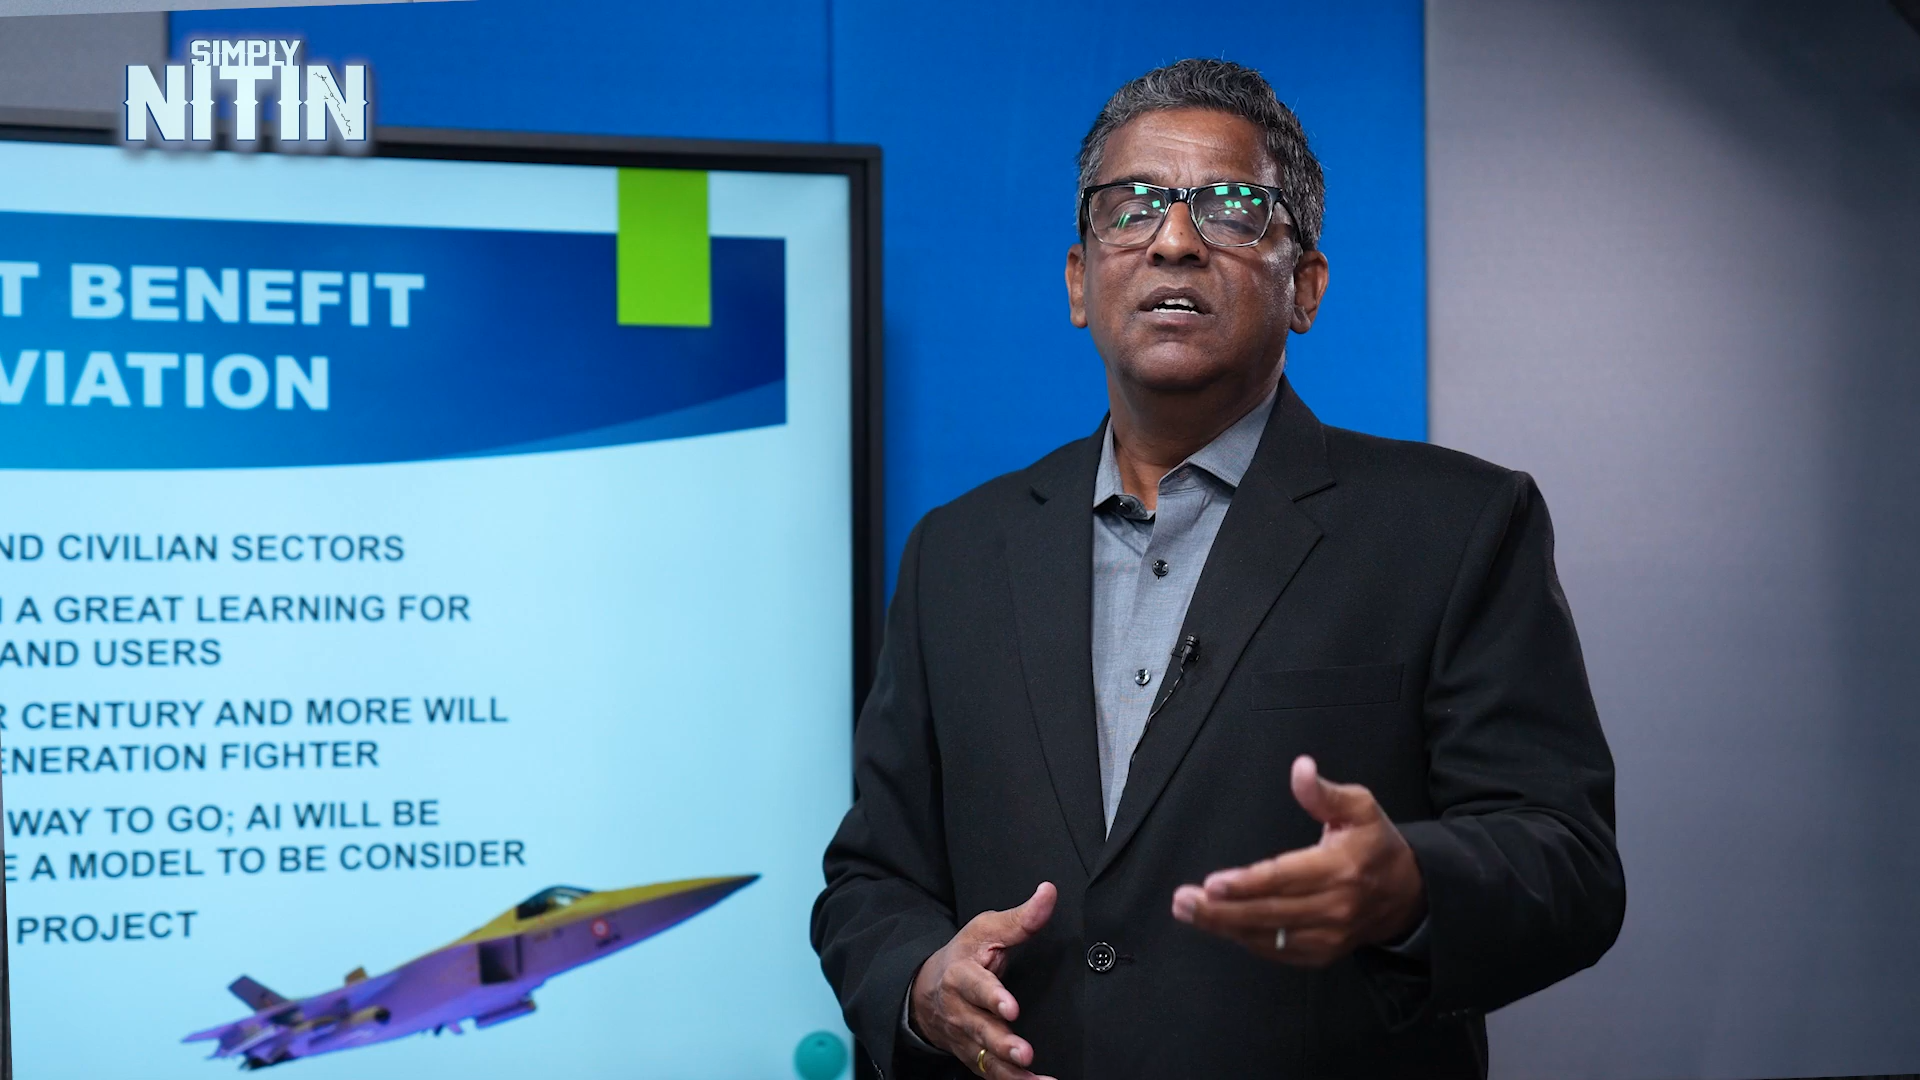 SIMPLY
NITIN
T BENEFIT
VIATION
ND CIVILIAN SECTORS
A GREAT LEARNING FOR
AND USERS
R CENTURY AND MORE WILL
ENERATION FIGHTER
WAY TO GO; AI WILL BE
E A MODEL TO BE CONSIDER
PROJECT